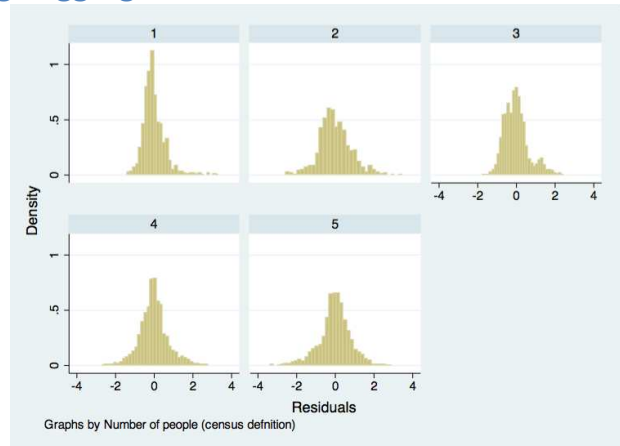 1
2
3
0 .5 1
-4 -2 0 2 4
4
5
0 .5 1
-4 -2 0 2 4
-4 -2 0 2 4
Density
Residuals
Graphs by Number of people (census defnition)